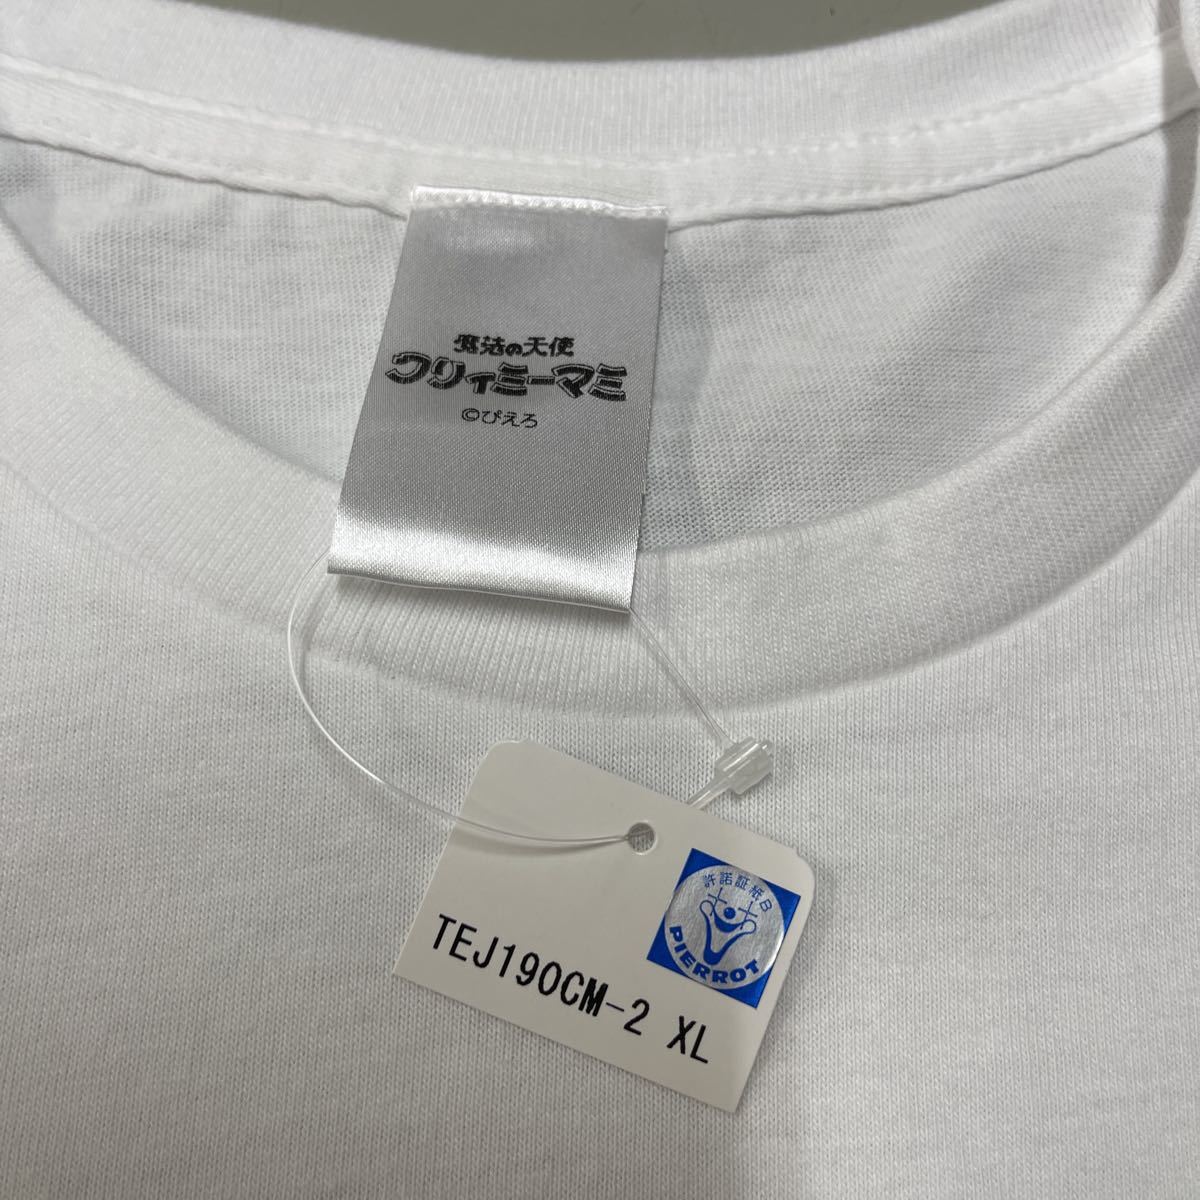 魔法の天使
クリィミーマミ
©ぴえろ
許諾証紙B
PIERROT
TEJ190CM-2 XL